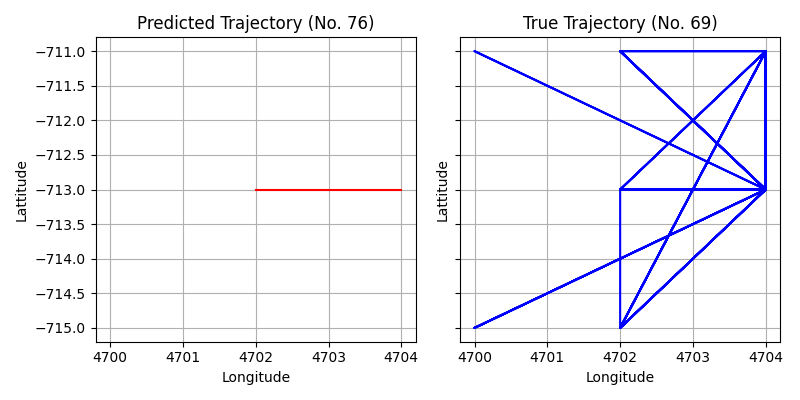 Predicted Trajectory (No. 76)
True Trajectory (No. 69)
−711.0
−711.5
−712.0
−712.5
−713.0
−713.5
−714.0
−714.5
−715.0
Lattitude
Lattitude
4700 4701 4702 4703 4704
4700 4701 4702 4703 4704
Longitude
Longitude